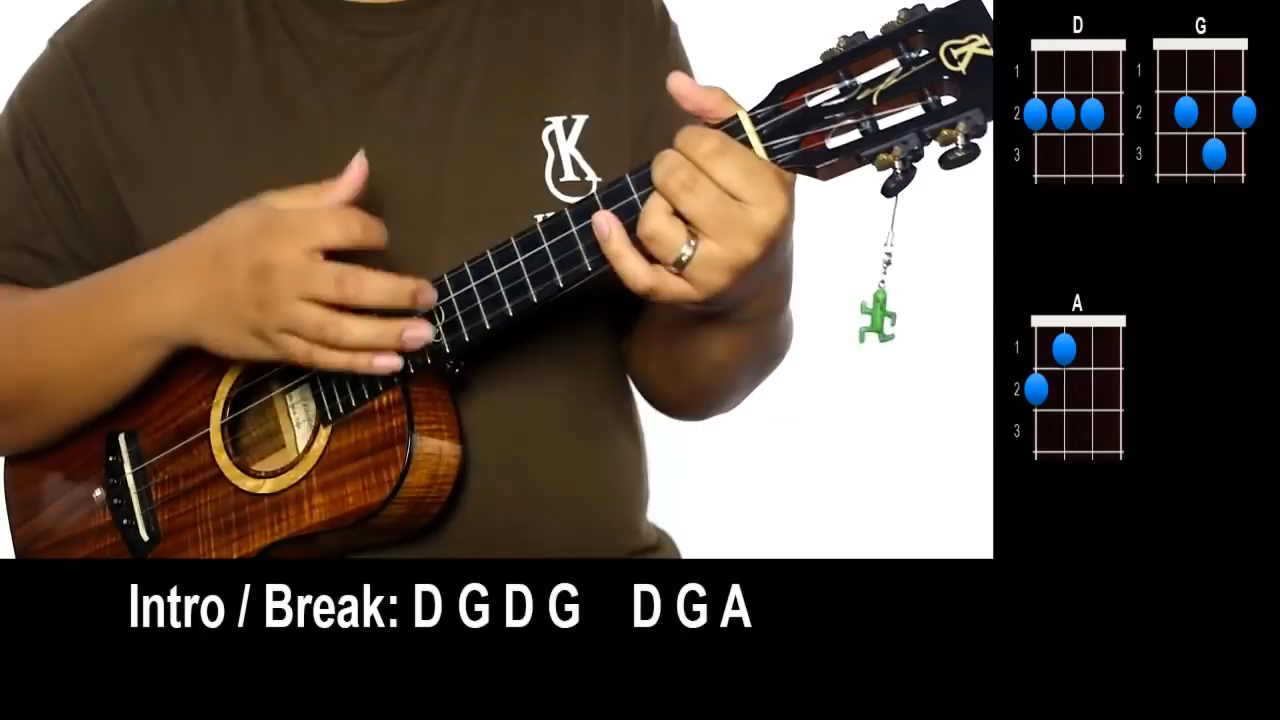 D G
1 1
2 2
3 3
K
K
A
1
2
3
Intro / Break: D G D G D G A